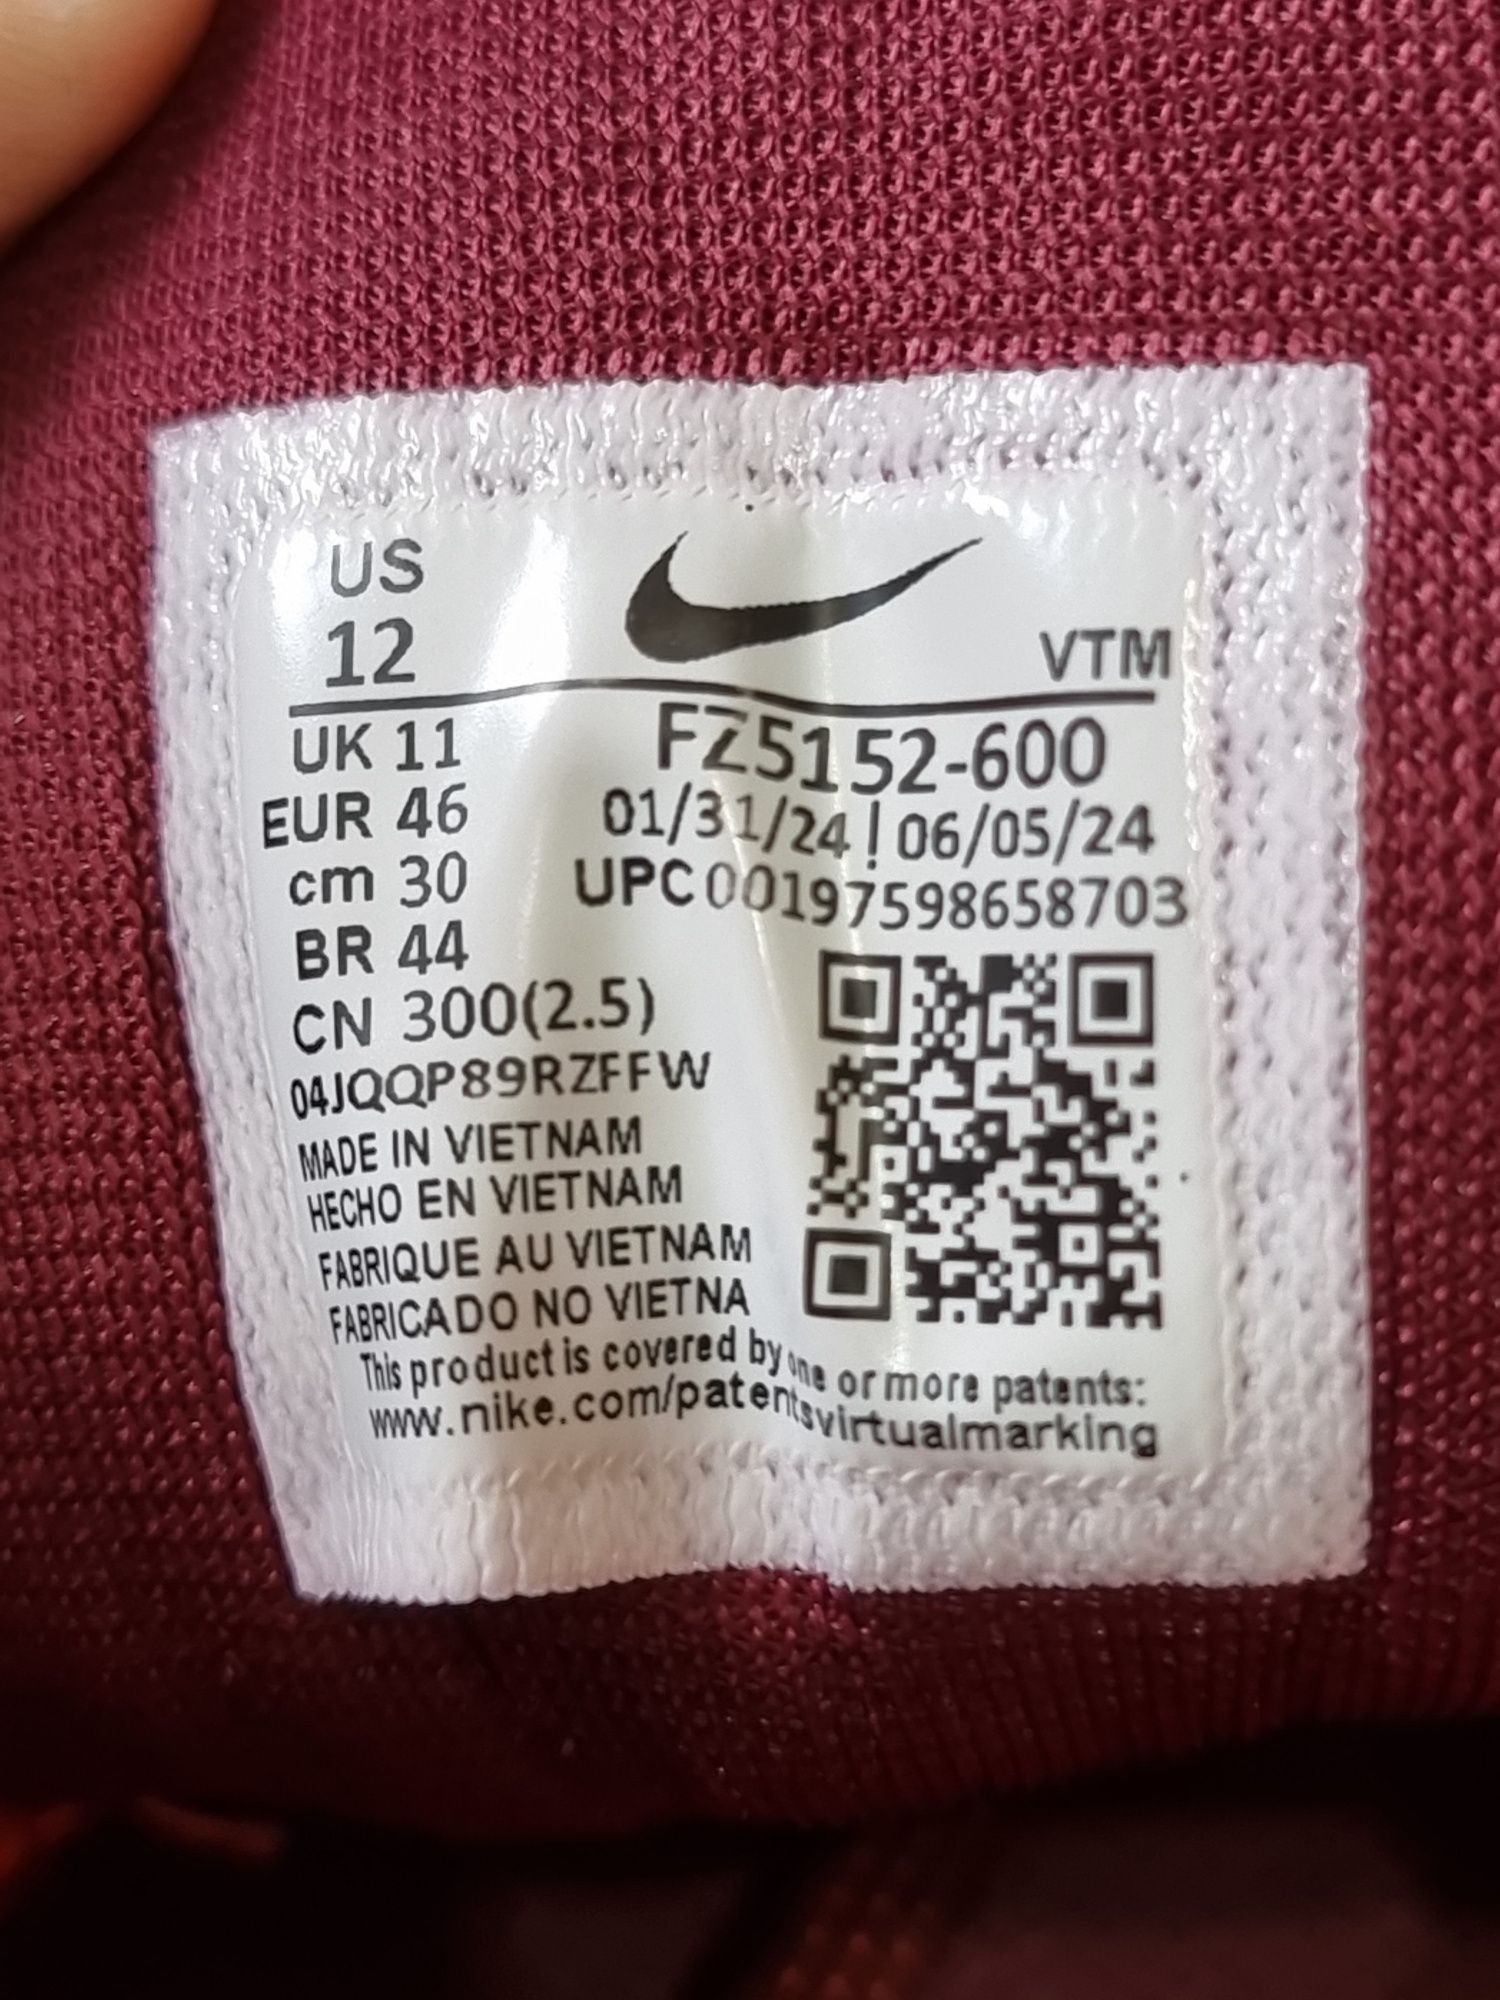 US
12
VTM
UK 11
EUR 46
cm 30
BR 44
CN 300(2.5)
FZ5152-600
01/31/24 | 06/05/24
UPC00197598658703
04JQQP89RZFFW
MADE IN VIETNAM
HECHO EN VIETNAM
FABRIQUE AU VIETNAM
FABRICADO NO VIETNA
This product is covered by one or more patents:
www.nike.com/patentsvirtualmarking